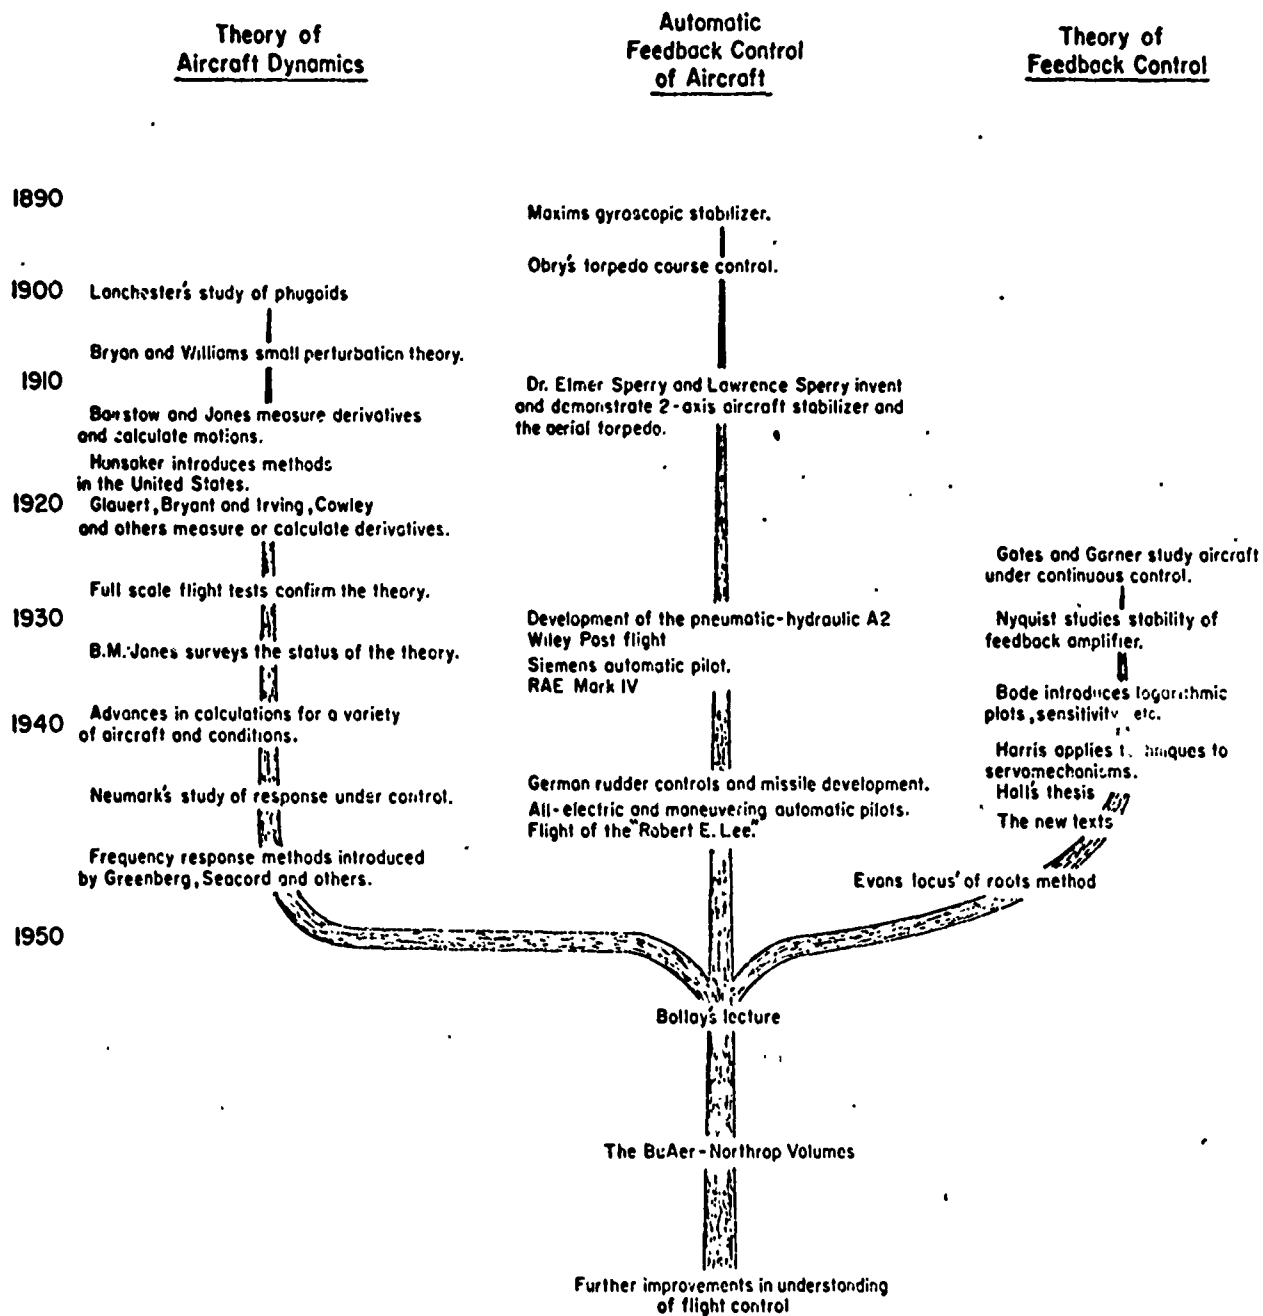 Theory of
Aircraft Dynamics
Automatic
Feedback Control
of Aircraft
Theory of
Feedback Control
1890
1900
1910
1920
1930
1940
1950
Lanchester's study of phugoids
Bryan and Williams small perturbation theory.
Bairstow and Jones measure derivatives
and calculate motions.
Hunsaker introduces methods
in the United States.
Glauert, Bryant and Irving, Cowley
and others measure or calculate derivatives.
Full scale flight tests confirm the theory.
B.M. Jones surveys the status of the theory.
Advances in calculations for a variety
of aircraft and conditions.
Neumark's study of response under control.
Frequency response methods introduced
by Greenberg, Seacord and others.
Maxims gyroscopic stabilizer.
Obry's torpedo course control.
Dr. Elmer Sperry and Lawrence Sperry invent
and demonstrate 2-axis aircraft stabilizer and
the aerial torpedo.
Development of the pneumatic-hydraulic A2
Wiley Post flight
Siemens automatic pilot.
RAE Mark IV
German rudder controls and missile development.
All-electric and maneuvering automatic pilots.
Flight of the "Robert E. Lee."
Gates and Garner study aircraft
under continuous control.
Nyquist studies stability of
feedback amplifier.
Bode introduces logarithmic
plots, sensitivity etc.
Harris applies techniques to
servomechanisms.
Hall's thesis
The new texts
Evans locus of roots method
Bollay's lecture
The BuAer-Northrop Volumes
Further improvements in understanding
of flight control